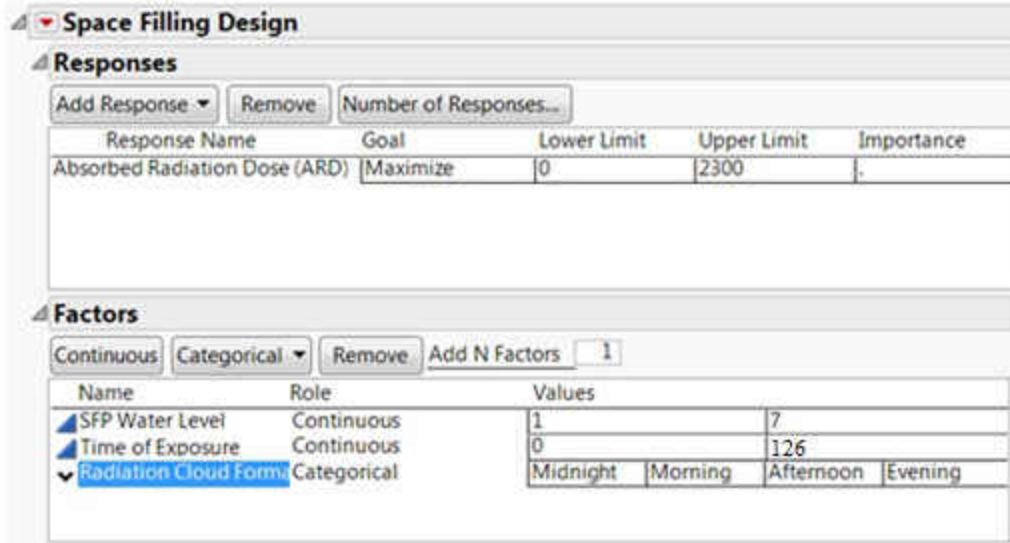 Space Filling Design
Responses
Add Response Remove Number of Responses...
Response Name Goal Lower Limit Upper Limit Importance
Absorbed Radiation Dose (ARD) Maximize 0 2300 .
Factors
Continuous Categorical Remove Add N Factors 1
Name Role Values
SFP Water Level Continuous 1 7
Time of Exposure Continuous 0 126
Radiation Cloud Forma Categorical Midnight Morning Afternoon Evening